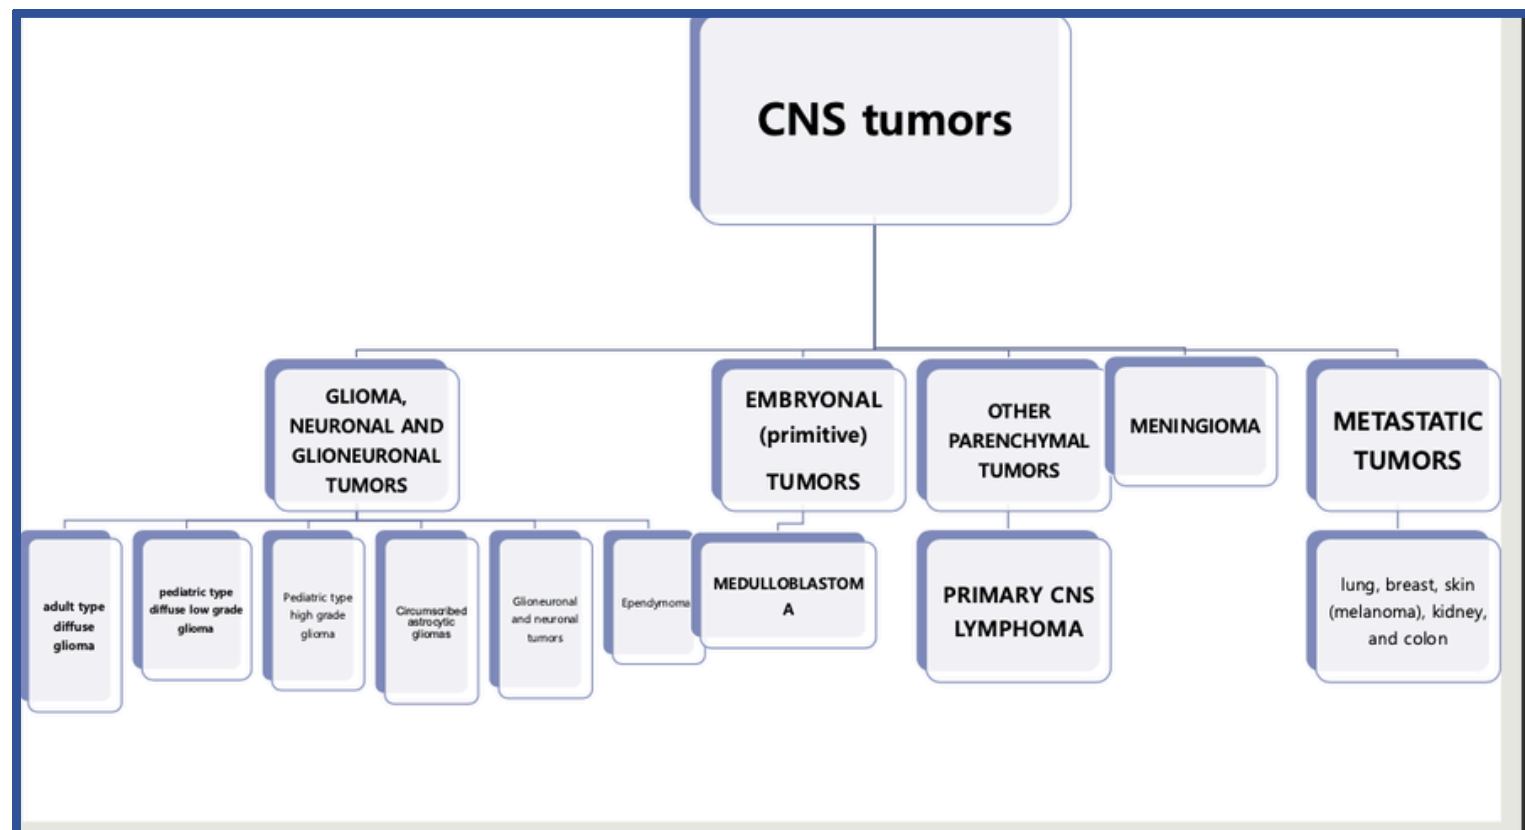 CNS tumors
GLIOMA,
NEURONAL AND
GLIONEURONAL
TUMORS
EMBRYONAL
(primitive)
TUMORS
OTHER
PARENCHYMAL
TUMORS
MENINGIOMA
METASTATIC
TUMORS
adult type
diffuse
glioma
pediatric type
diffuse low grade
glioma
Pediatric type
high grade
glioma
Circumscribed
astrocytic
gliomas
Glioneuronal
and neuronal
tumors
Ependymoma
MEDULLOBLASTOM
A
PRIMARY CNS
LYMPHOMA
lung, breast, skin
(melanoma), kidney,
and colon